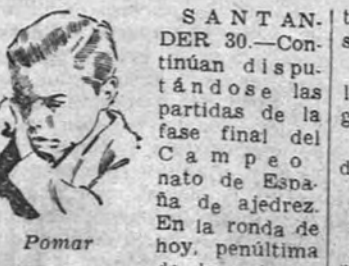 SANTAN-
DER 30.—Con-
tinúan dispu-
tándose las
partidas de la
fase final del
Campeo
nato de Espa-
ña de ajedrez.
En la ronda de
hoy, penúltima
Pomar